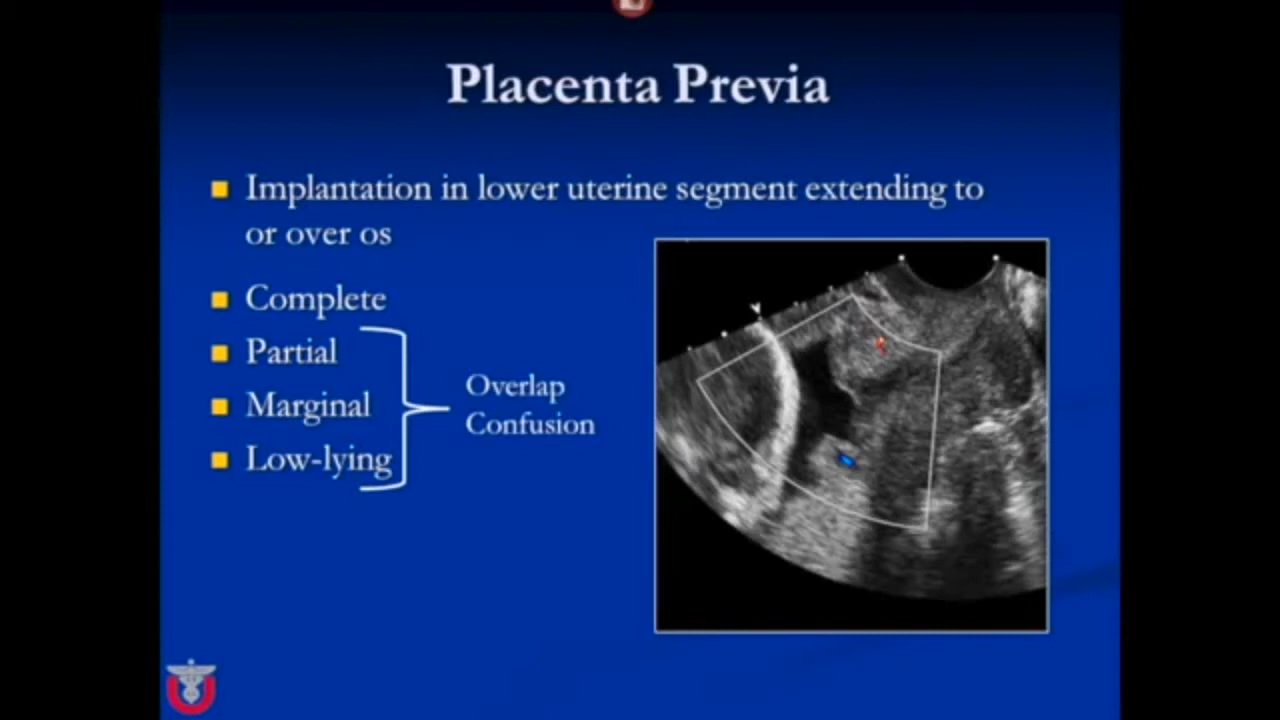 Placenta Previa
Implantation in lower uterine segment extending to
or over os
Complete
Partial
Marginal
Low-lying
Overlap
Confusion